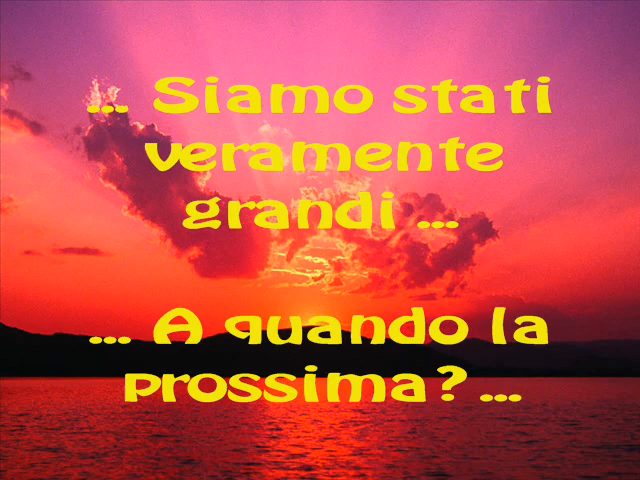 ... Siamo stati
veramente
grandi ...
... A quando la
prossima? ...